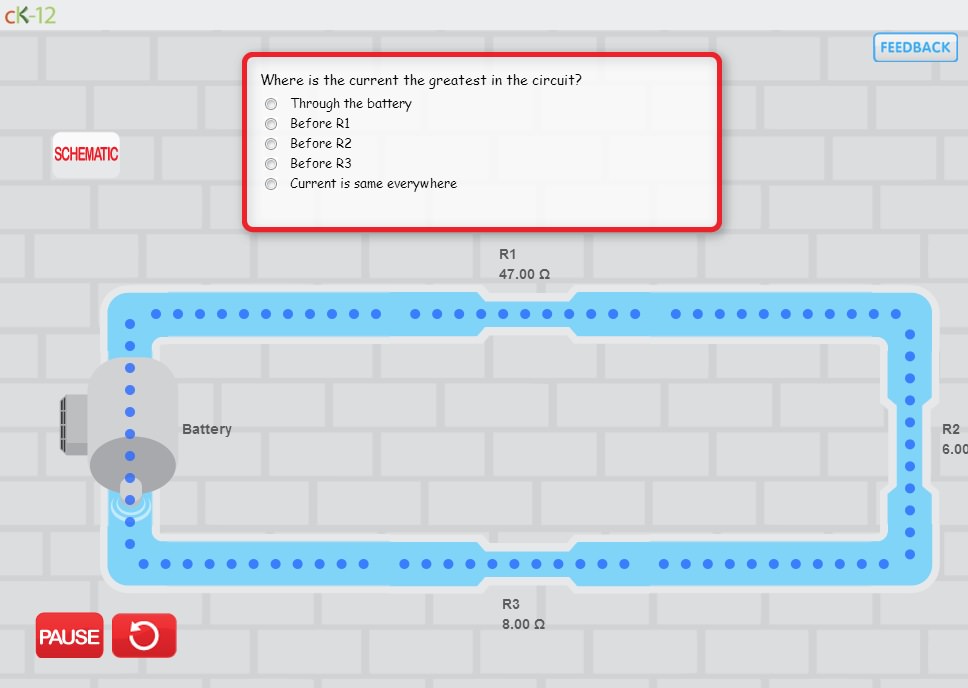 cK-12
FEEDBACK
Where is the current the greatest in the circuit?
Through the battery
Before R1
Before R2
Before R3
Current is same everywhere
SCHEMATIC
R1
47.00 Ω
Battery
R2
6.00
R3
8.00 Ω
PAUSE